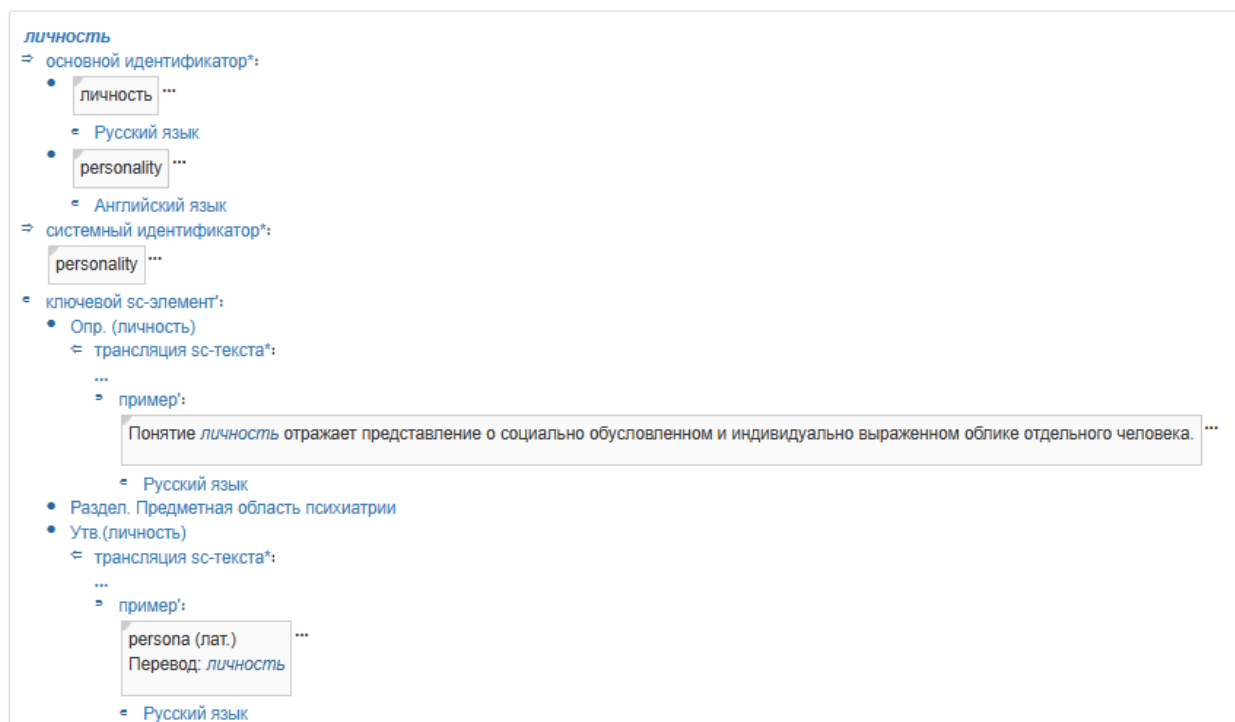 личность
⇒ основной идентификатор*:
• личность ...
∊ Русский язык
• personality ...
∊ Английский язык
⇒ системный идентификатор*:
personality ...
∊ ключевой sc-элемент':
• Опр. (личность)
⇐ трансляция sc-текста*:
...
∍ пример':
Понятие личность отражает представление о социально обусловленном и индивидуально выраженном облике отдельного человека. ...
∊ Русский язык
• Раздел. Предметная область психиатрии
• Утв.(личность)
⇐ трансляция sc-текста*:
...
∍ пример':
persona (лат.) ...
Перевод: личность
∊ Русский язык